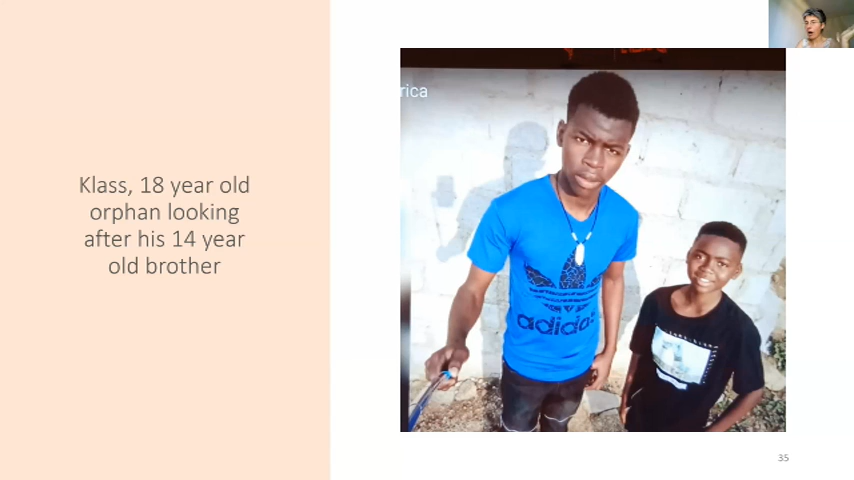 Klass, 18 year old
orphan looking
after his 14 year
old brother
rica
adidas
35